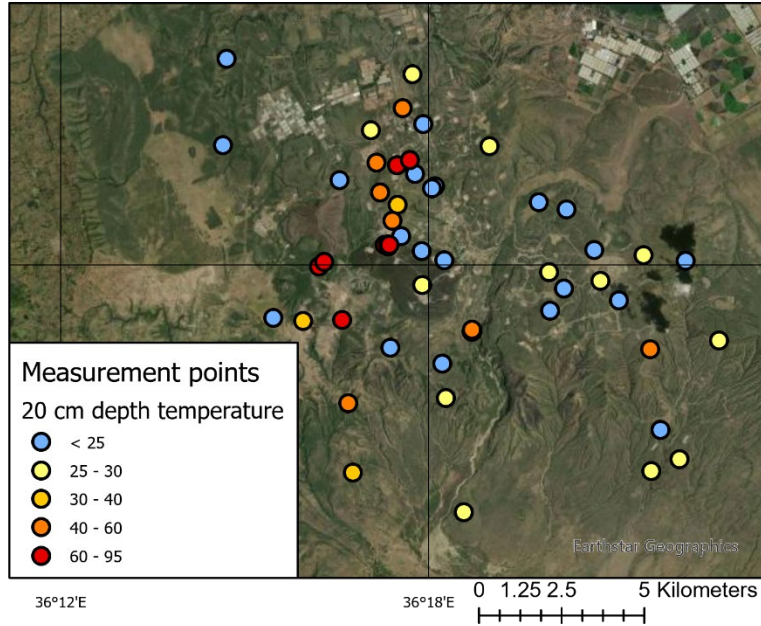 Measurement points
20 cm depth temperature
< 25
25 - 30
30 - 40
40 - 60
60 - 95
Earthstar Geographics
36°12'E
36°18'E
0 1.25 2.5 5 Kilometers